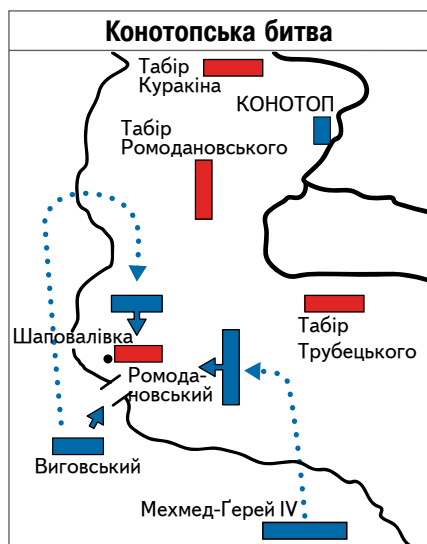 Конотопська битва
Табір
Куракіна
КОНОТОП
Табір
Ромодановського
Шаповалівка
Табір
Трубецького
Ромода-
новський
Виговський
Мехмед-Ґерей IV